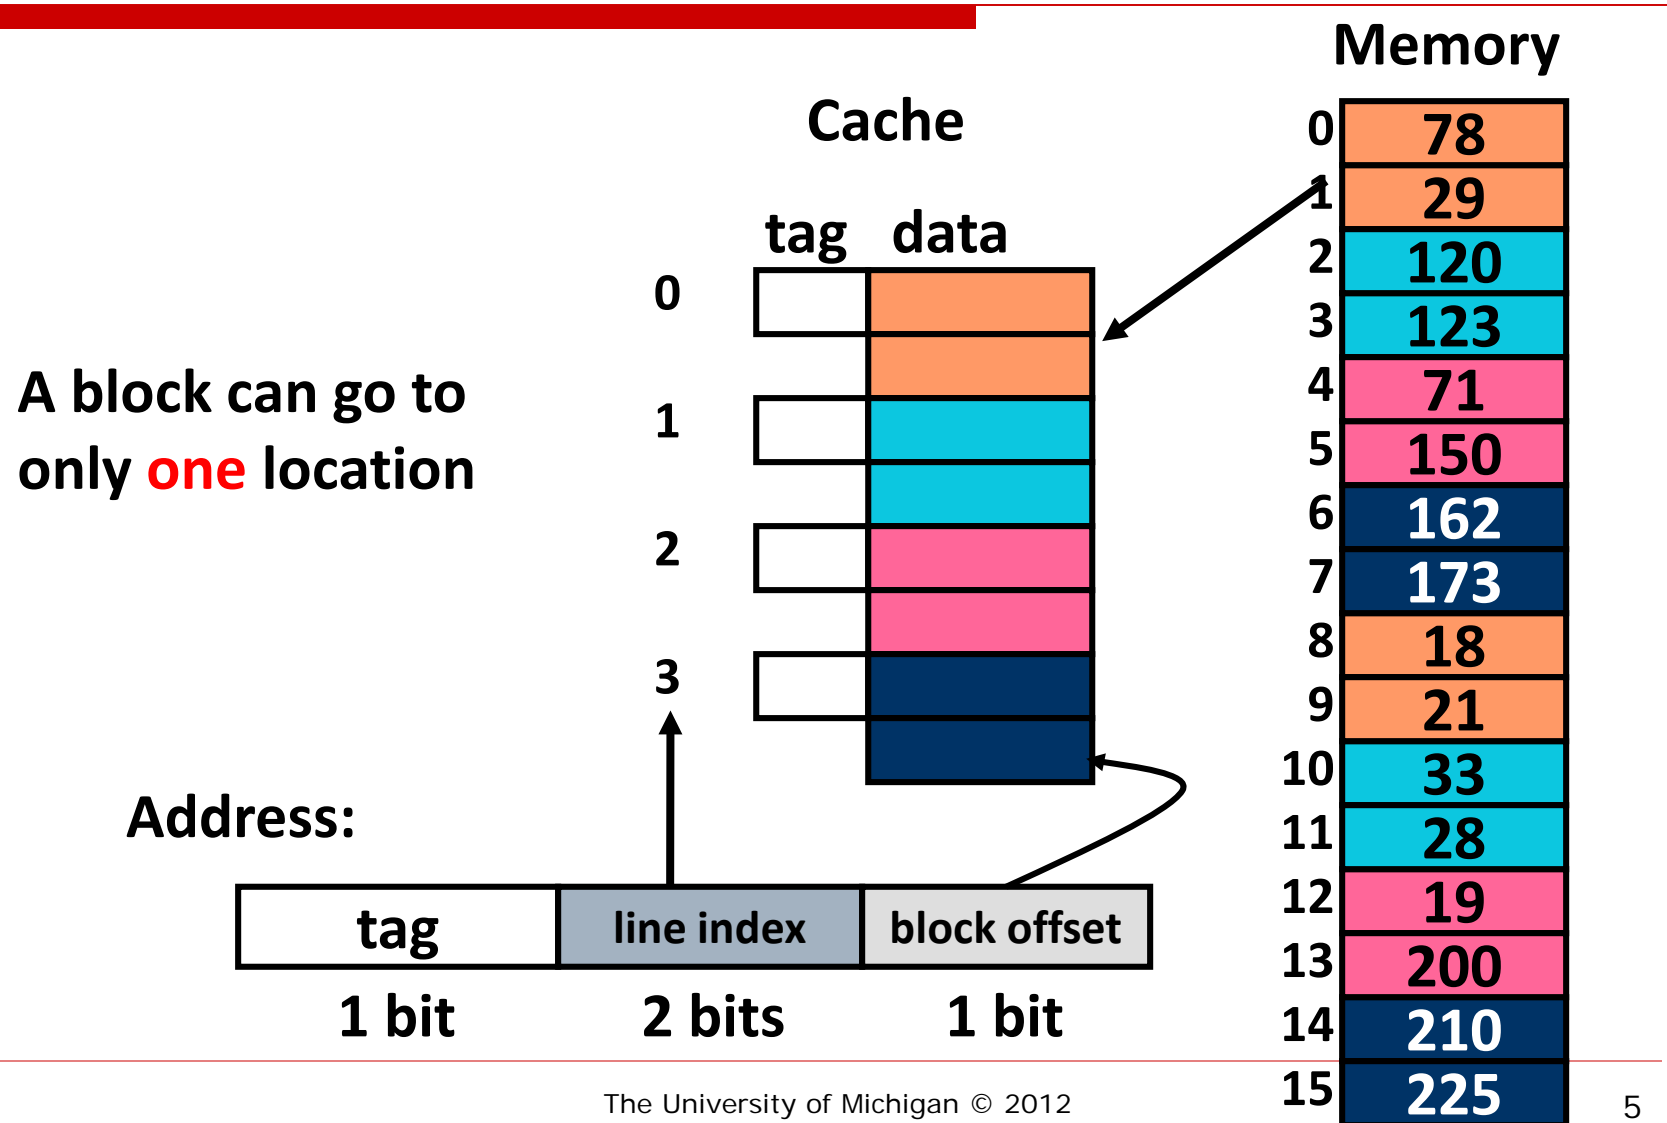 Memory
Cache
tag data
0
1
2
3
A block can go to
only one location
Address:
tag line index block offset
1 bit 2 bits 1 bit
0 78
1 29
2 120
3 123
4 71
5 150
6 162
7 173
8 18
9 21
10 33
11 28
12 19
13 200
14 210
15 225
The University of Michigan © 2012
5